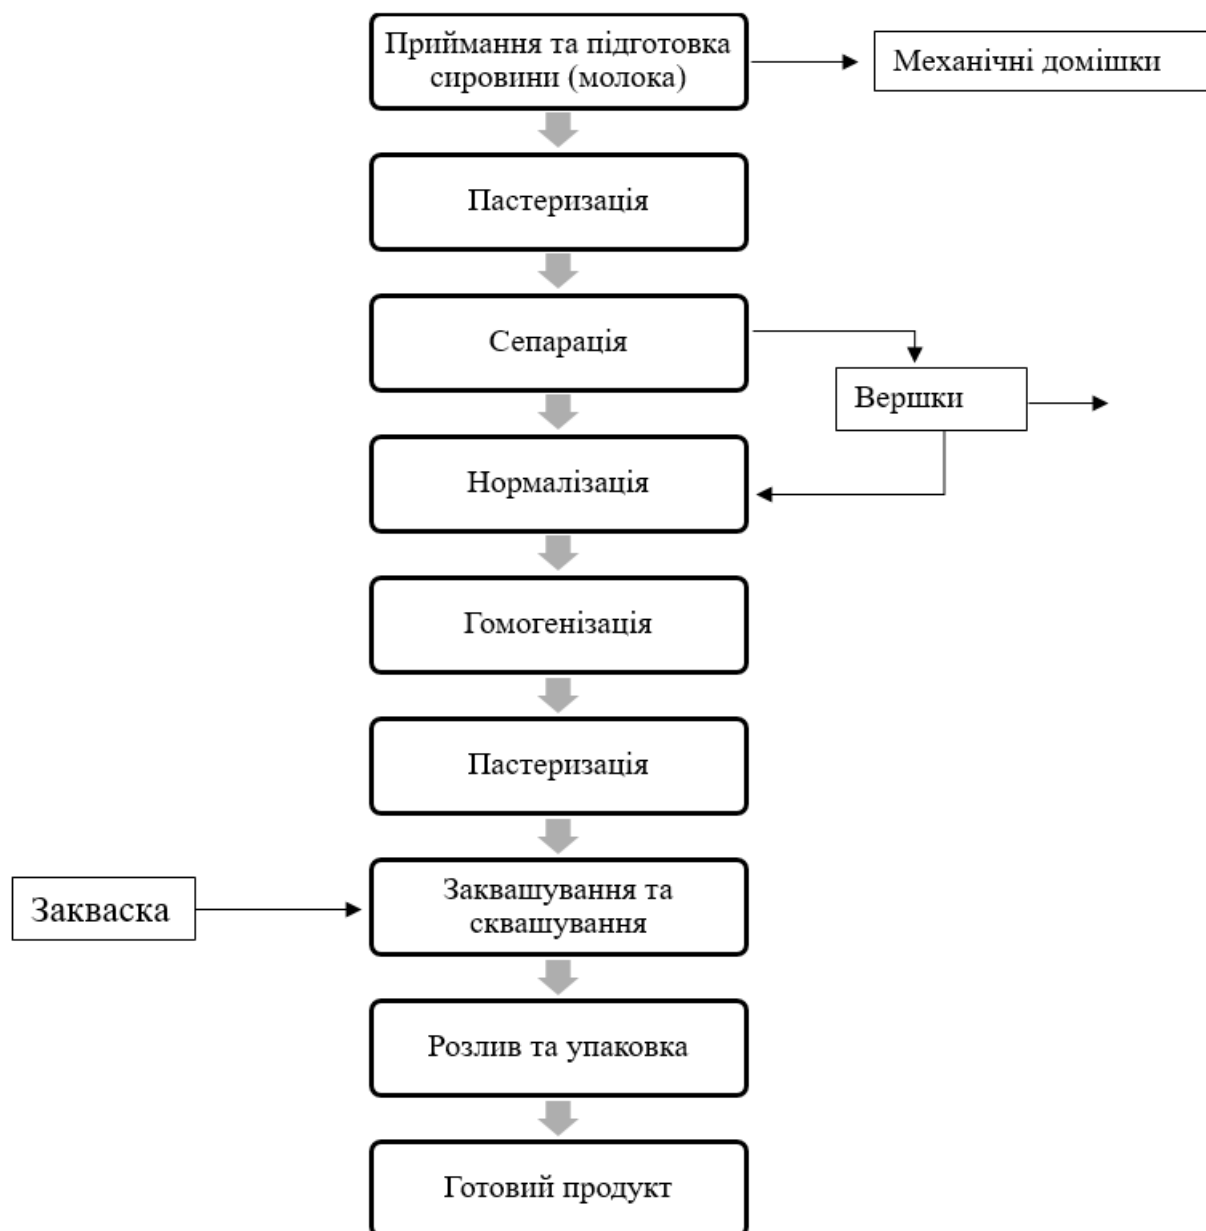 Приймання та підготовка
сировини (молока)
Механічні домішки
Пастеризація
Сепарація
Вершки
Нормалізація
Гомогенізація
Пастеризація
Закваска
Заквашування та
сквашування
Розлив та упаковка
Готовий продукт